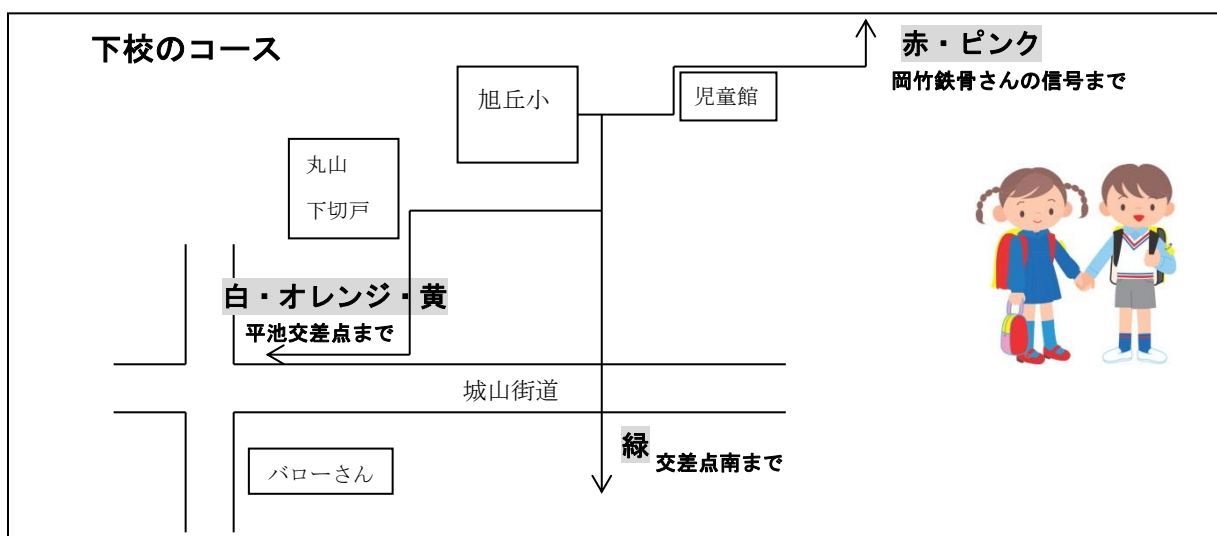 下校のコース
赤・ピンク
岡竹鉄骨さんの信号まで
旭丘小
児童館
丸山
下切戸
白・オレンジ・黄
平池交差点まで
城山街道
緑
交差点南まで
バローさん